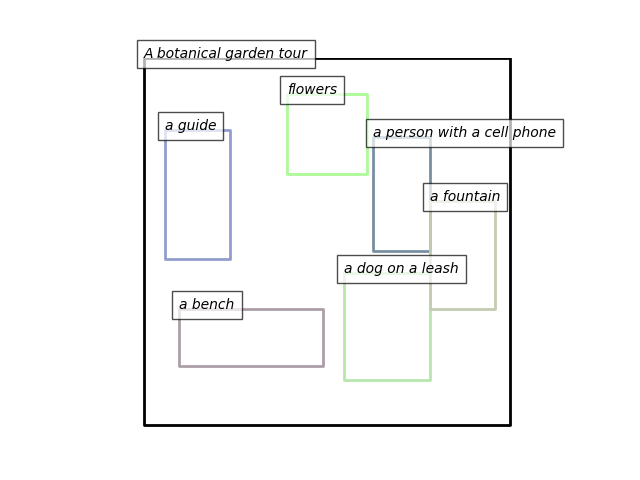 A botanical garden tour
flowers
a guide
a person with a cell phone
a fountain
a dog on a leash
a bench